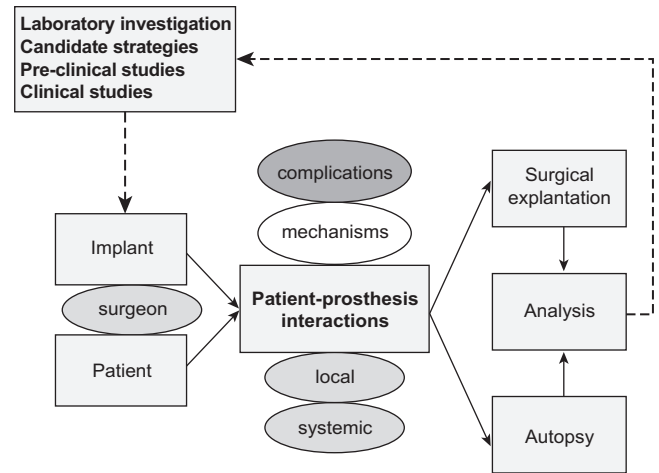 Laboratory investigation
Candidate strategies
Pre-clinical studies
Clinical studies
complications
mechanisms
Surgical
explantation
Implant
surgeon
Patient
Patient-prosthesis
interactions
Analysis
local
systemic
Autopsy